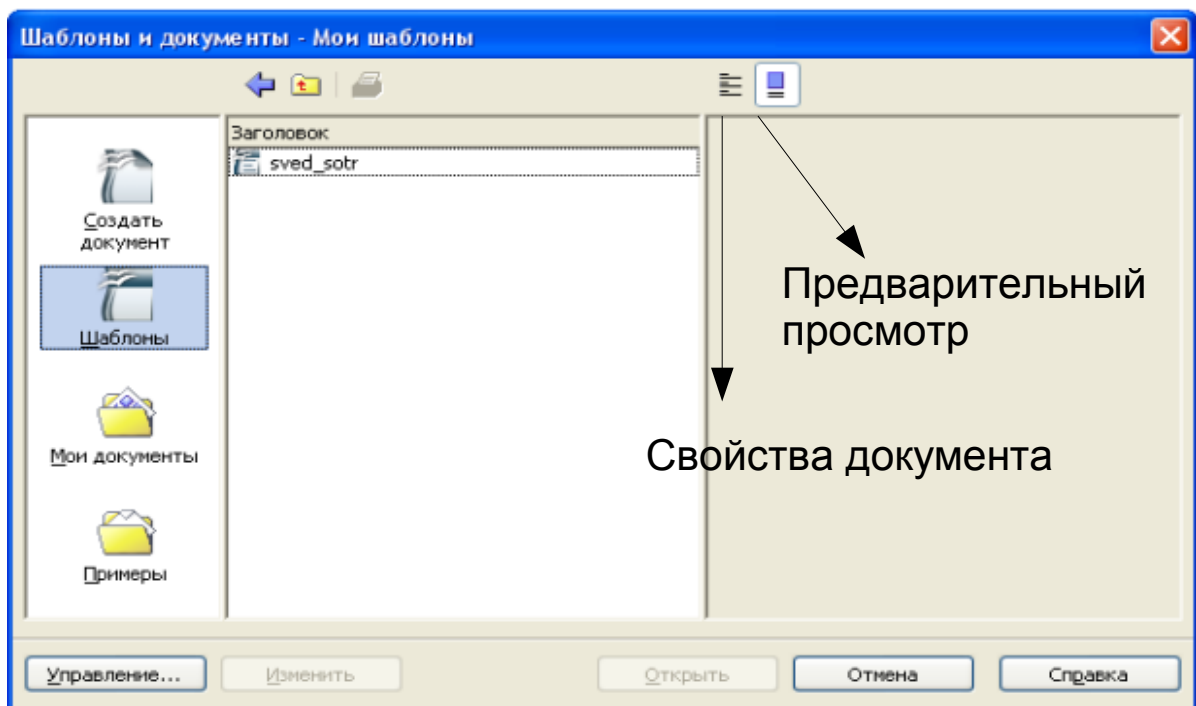 Шаблоны и документы - Мои шаблоны
Заголовок
sved_sotr
Создать
документ
Шаблоны
Мои документы
Примеры
Предварительный
просмотр
Свойства документа
Управление...
Изменить
Открыть
Отмена
Справка